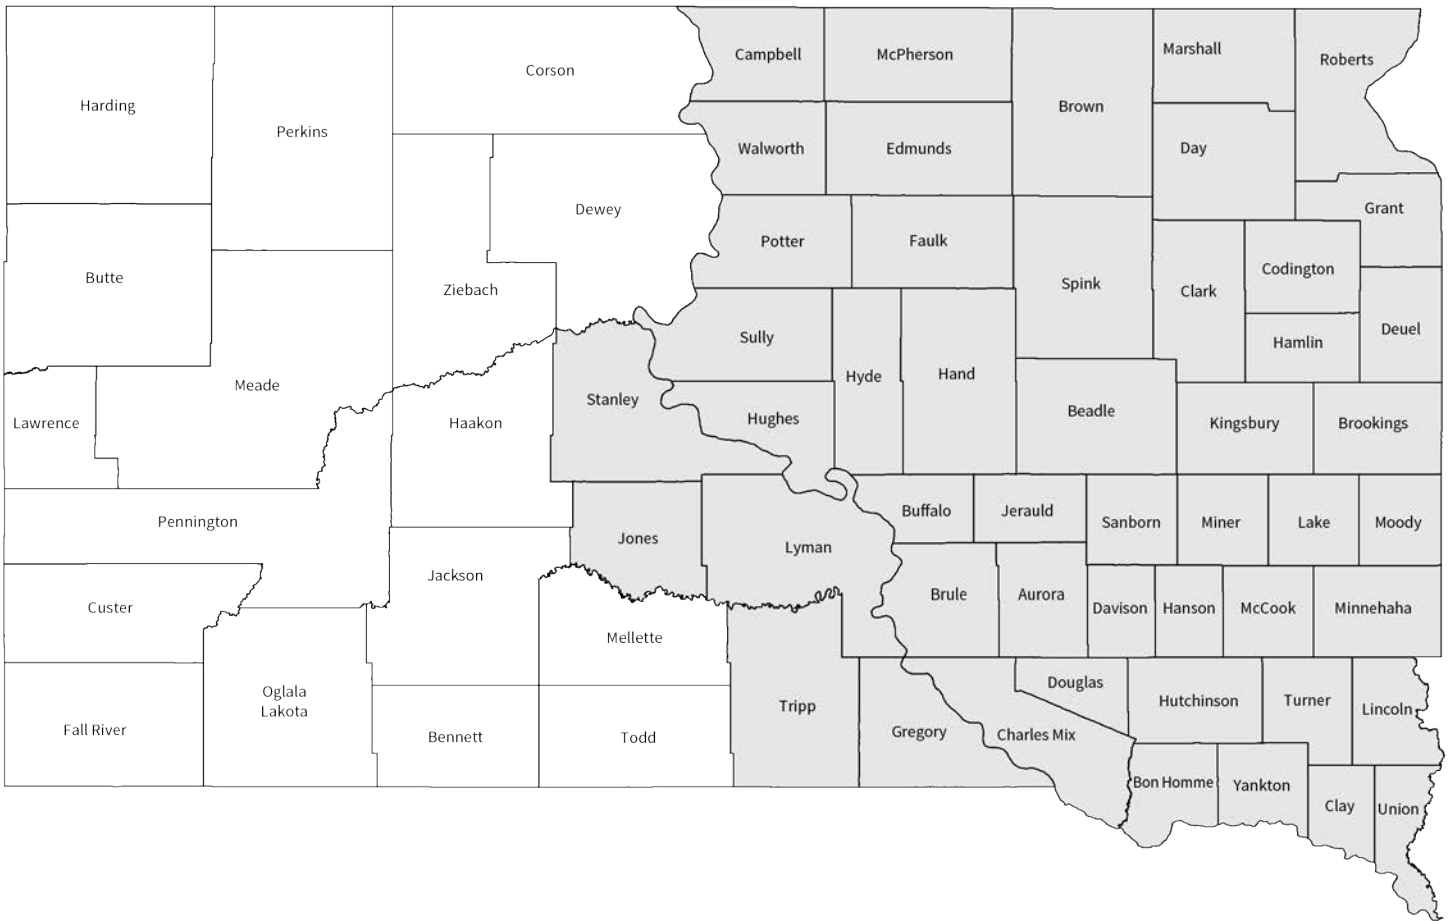 Campbell
McPherson
Marshall
Roberts
Corson
Harding
Brown
Perkins
Walworth
Edmunds
Day
Dewey
Grant
Potter
Faulk
Butte
Ziebach
Spink
Clark
Codington
Sully
Deuel
Hamlin
Meade
Hyde
Hand
Stanley
Beadle
Lawrence
Haakon
Hughes
Kingsbury
Brookings
Pennington
Buffalo
Jerauld
Sanborn
Miner
Lake
Moody
Jones
Lyman
Jackson
Custer
Brule
Aurora
Davison
Hanson
McCook
Minnehaha
Mellette
Oglala
Lakota
Douglas
Tripp
Hutchinson
Turner
Lincoln
Fall River
Bennett
Todd
Gregory
Charles Mix
Bon Homme
Yankton
Clay
Union